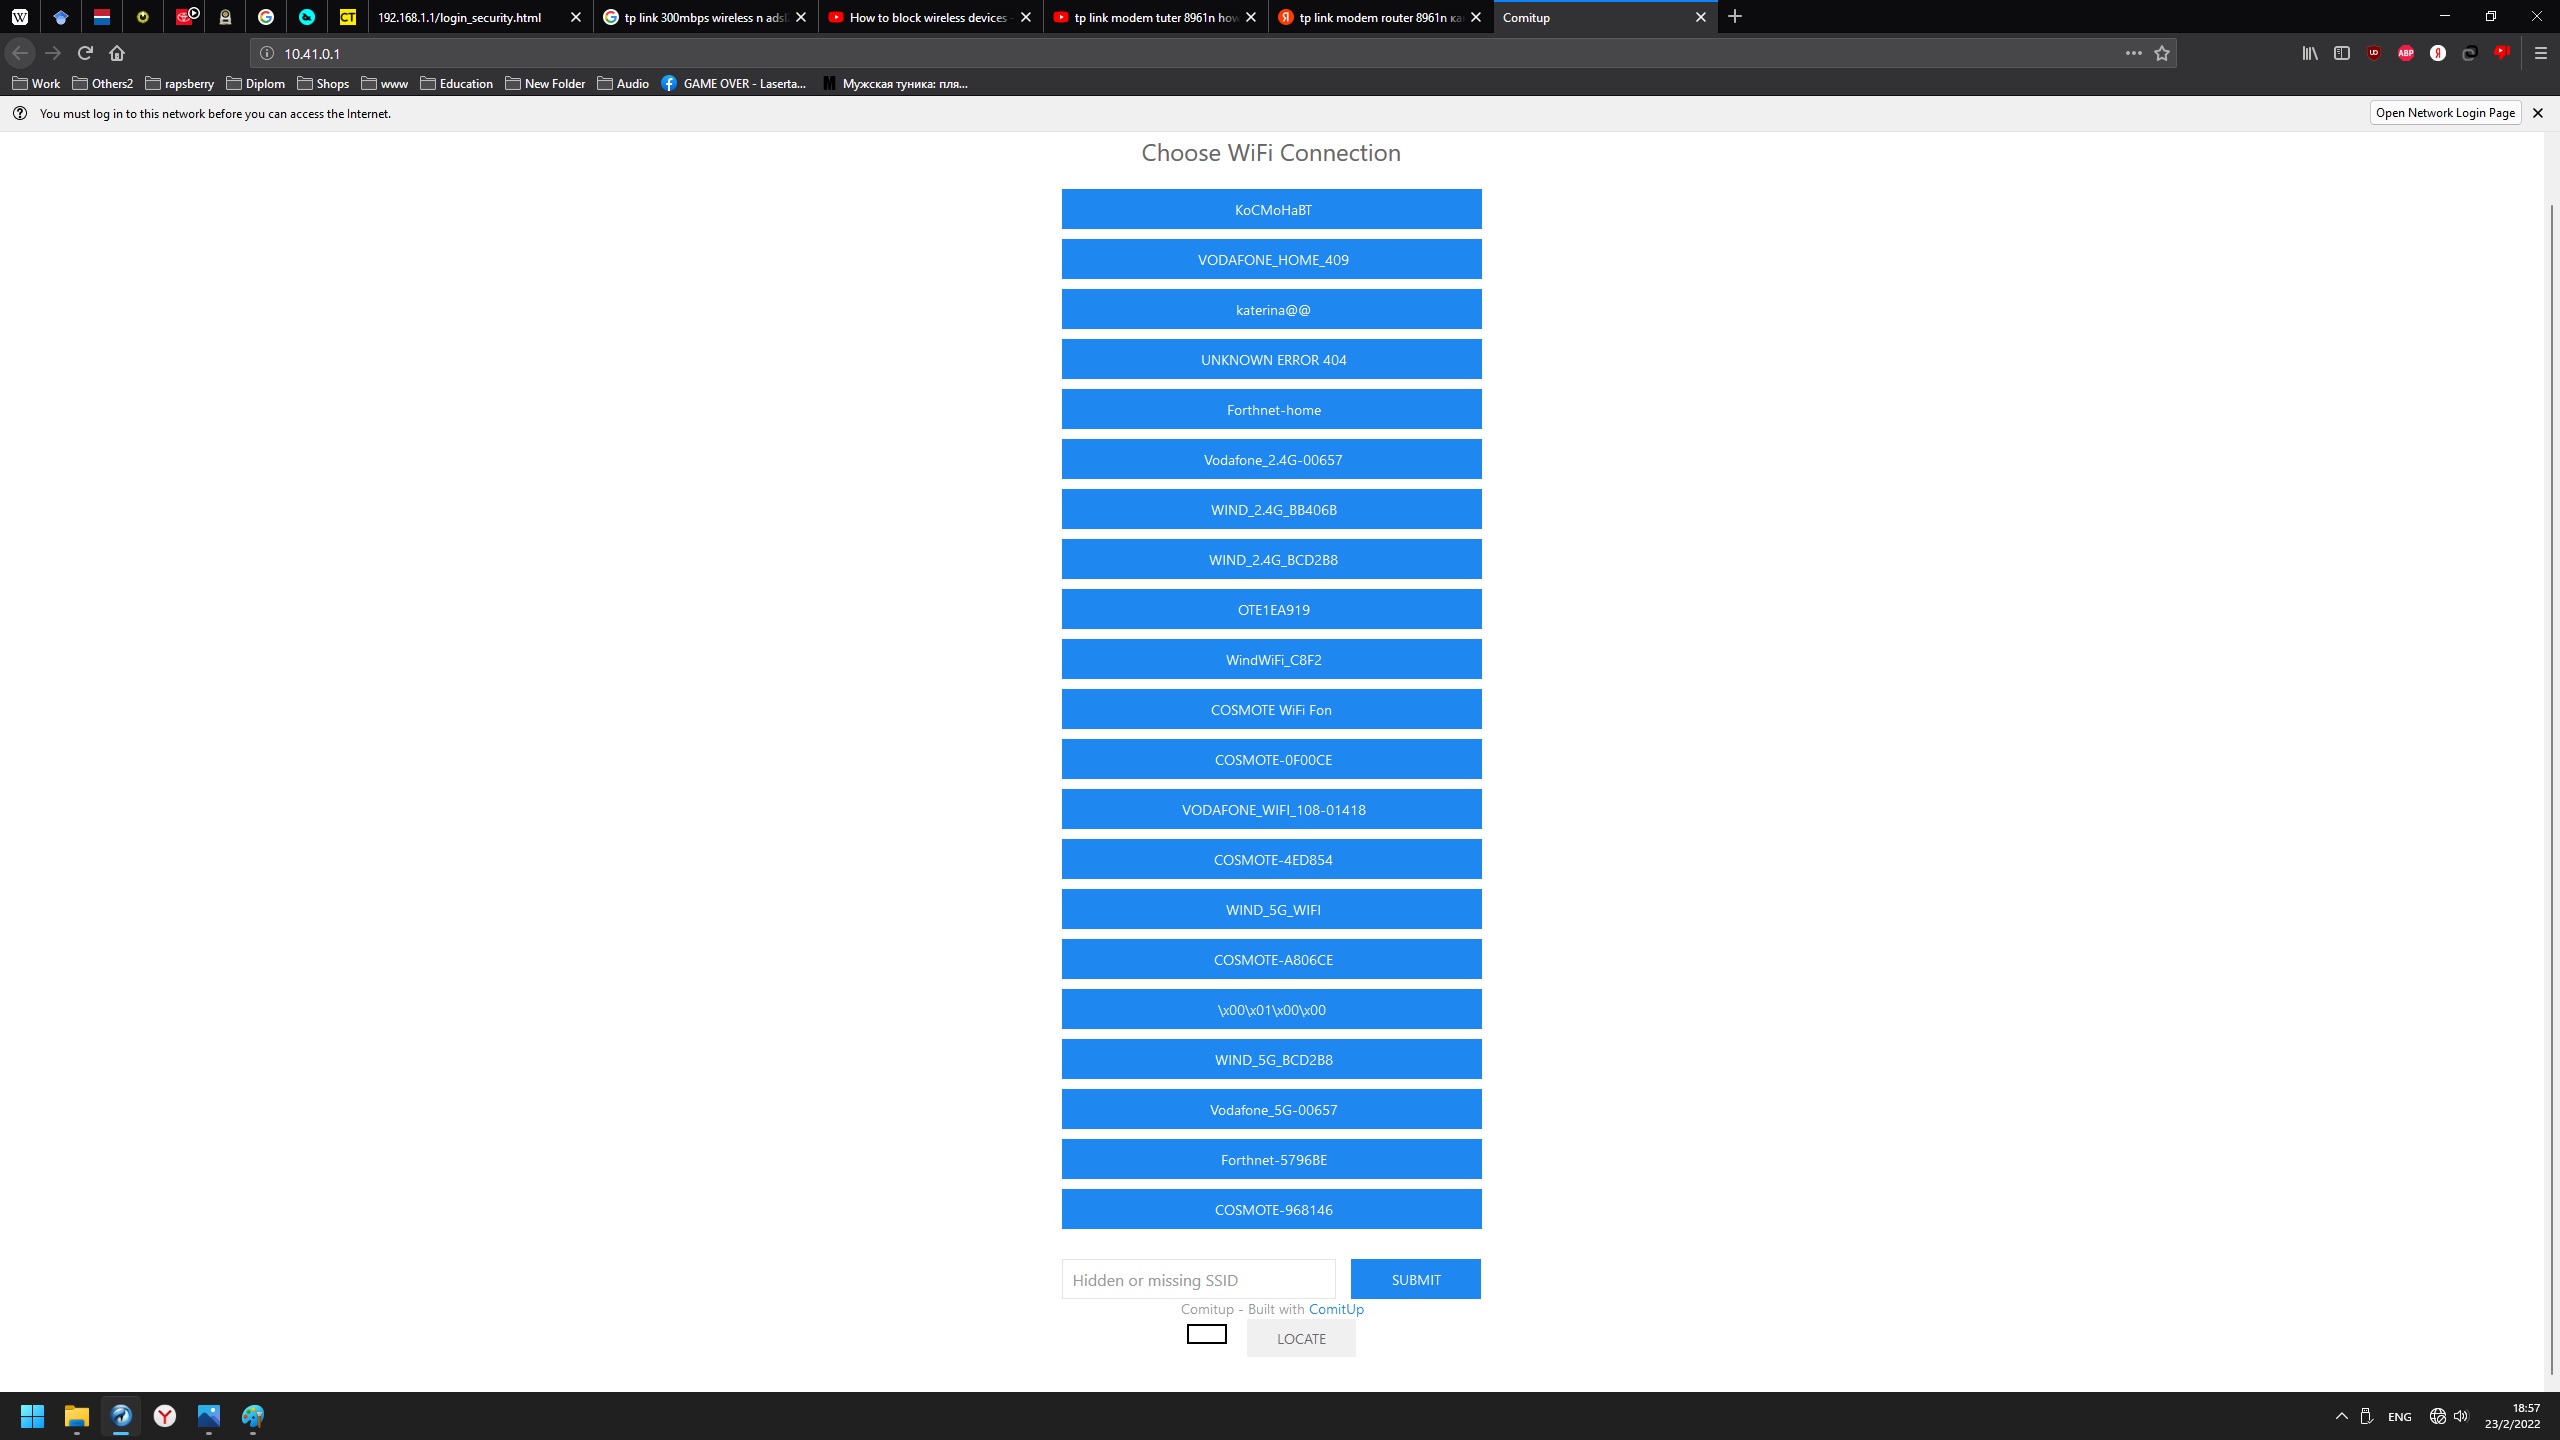 192.168.1.1/login_security.html
tp link 300mbps wireless n adsl
How to block wireless devices
tp link modem tuter 8961n how
tp link modem router 8961n ка
Comitup
10.41.0.1
Work Others2 rapsberry Diplom Shops www Education New Folder Audio GAME OVER - Laserta... Мужская туника: пля...
You must log in to this network before you can access the Internet.
Open Network Login Page
Choose WiFi Connection
KoCMoHaBT
VODAFONE_HOME_409
katerina@@
UNKNOWN ERROR 404
Forthnet-home
Vodafone_2.4G-00657
WIND_2.4G_BB406B
WIND_2.4G_BCD2B8
OTE1EA919
WindWiFi_C8F2
COSMOTE WiFi Fon
COSMOTE-0F00CE
VODAFONE_WIFI_108-01418
COSMOTE-4ED854
WIND_5G_WIFI
COSMOTE-A806CE
\x00\x01\x00\x00
WIND_5G_BCD2B8
Vodafone_5G-00657
Forthnet-5796BE
COSMOTE-968146
Hidden or missing SSID
SUBMIT
Comitup - Built with ComitUp
LOCATE
ENG
18:57
23/2/2022